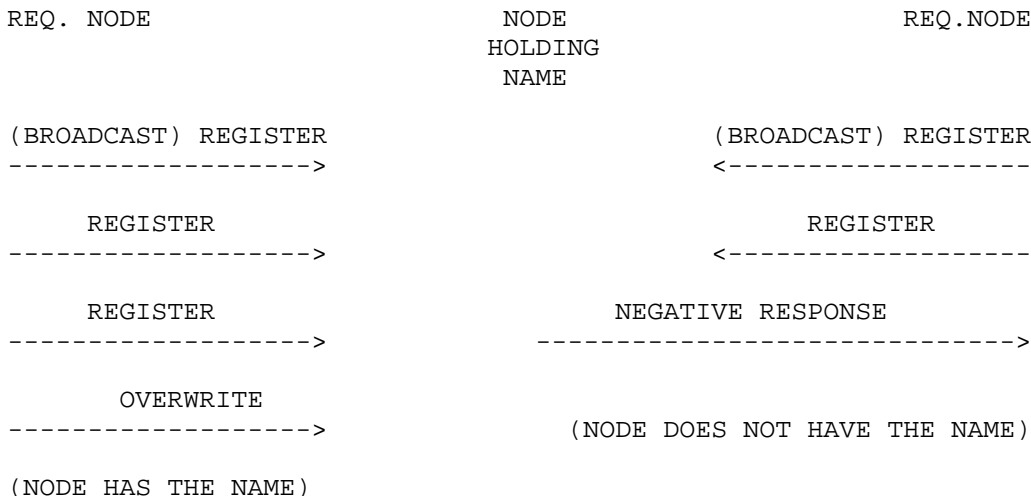 REQ. NODE NODE REQ.NODE
HOLDING
NAME
(BROADCAST) REGISTER (BROADCAST) REGISTER
-------------------> <-------------------
REGISTER REGISTER
-------------------> <-------------------
REGISTER NEGATIVE RESPONSE
-------------------> ------------------------------>
OVERWRITE
-------------------> (NODE DOES NOT HAVE THE NAME)
(NODE HAS THE NAME)